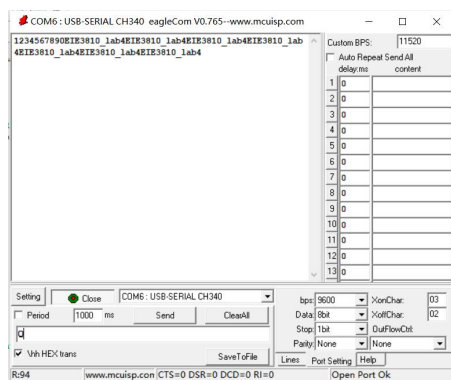 COM6 : USB-SERIAL CH340 eagleCom V0.765--www.mcuisp.com
1234567890EIE3810_lab4EIE3810_lab4EIE3810_lab4EIE3810_lab
4EIE3810_lab4EIE3810_lab4EIE3810_lab4
Custom BPS: 11520
Auto Repeat Send All
delay:ms content
1 0
2 0
3 0
4 0
5 0
6 0
7 0
8 0
9 0
10 0
11 0
12 0
13 0
Setting Close COM6 : USB-SERIAL CH340
Period 1000 ms Send ClearAll
Q
\hh HEX trans SaveToFile
bps: 9600 XonChar: 03
Data: 8bit XoffChar: 02
Stop: 1bit OutFlowCtrl:
Parity: None None
Lines Port Setting Help
R:94 www.mcuisp.con CTS=0 DSR=0 DCD=0 RI=0 Open Port Ok